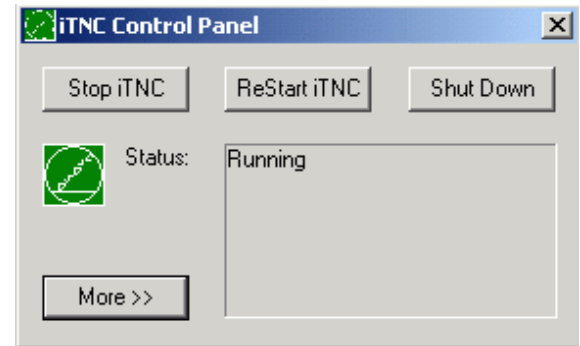 iTNC Control Panel
Stop iTNC
ReStart iTNC
Shut Down
Status:
Running
More >>